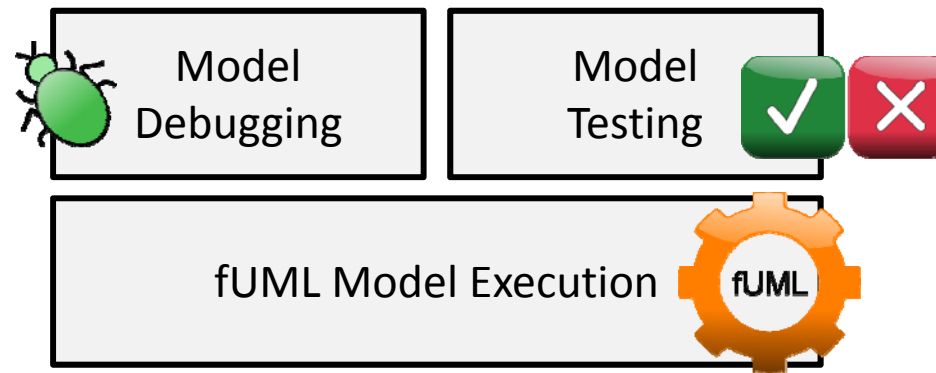 Model
Debugging
Model
Testing
fUML Model Execution
fUML